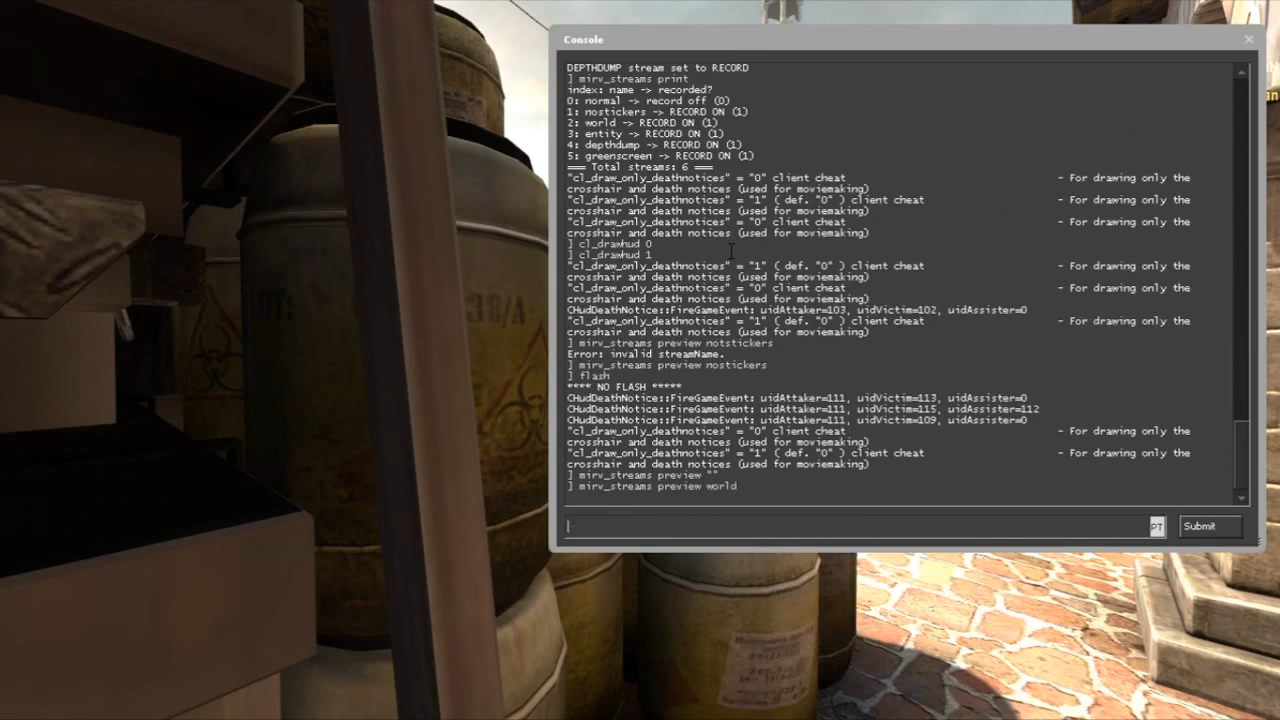 Console
DEPTHDUMP stream set to RECORD
] mirv_streams print
index: name -> recorded?
0: normal -> record off (0)
1: nostickers -> RECORD ON (1)
2: world -> RECORD ON (1)
3: entity -> RECORD ON (1)
4: depthdump -> RECORD ON (1)
5: greenscreen -> RECORD ON (1)
=== Total streams: 6 ===
"cl_draw_only_deathnotices" = "0" client cheat - For drawing only the
crosshair and death notices (used for moviemaking)
"cl_draw_only_deathnotices" = "1" ( def. "0" ) client cheat - For drawing only the
crosshair and death notices (used for moviemaking)
"cl_draw_only_deathnotices" = "0" client cheat - For drawing only the
crosshair and death notices (used for moviemaking)
] cl_drawhud 0
] cl_drawhud 1
"cl_draw_only_deathnotices" = "1" ( def. "0" ) client cheat - For drawing only the
crosshair and death notices (used for moviemaking)
"cl_draw_only_deathnotices" = "0" client cheat - For drawing only the
crosshair and death notices (used for moviemaking)
CHudDeathNotice::FireGameEvent: uidAttaker=103, uidVictim=102, uidAssister=0
"cl_draw_only_deathnotices" = "1" ( def. "0" ) client cheat - For drawing only the
crosshair and death notices (used for moviemaking)
] mirv_streams preview notstickers
Error: invalid streamName.
] mirv_streams preview nostickers
] flash
**** NO FLASH *****
CHudDeathNotice::FireGameEvent: uidAttaker=111, uidVictim=113, uidAssister=0
CHudDeathNotice::FireGameEvent: uidAttaker=111, uidVictim=115, uidAssister=112
CHudDeathNotice::FireGameEvent: uidAttaker=111, uidVictim=109, uidAssister=0
"cl_draw_only_deathnotices" = "0" client cheat - For drawing only the
crosshair and death notices (used for moviemaking)
"cl_draw_only_deathnotices" = "1" ( def. "0" ) client cheat - For drawing only the
crosshair and death notices (used for moviemaking)
] mirv_streams preview ""
] mirv_streams preview world
PT
Submit